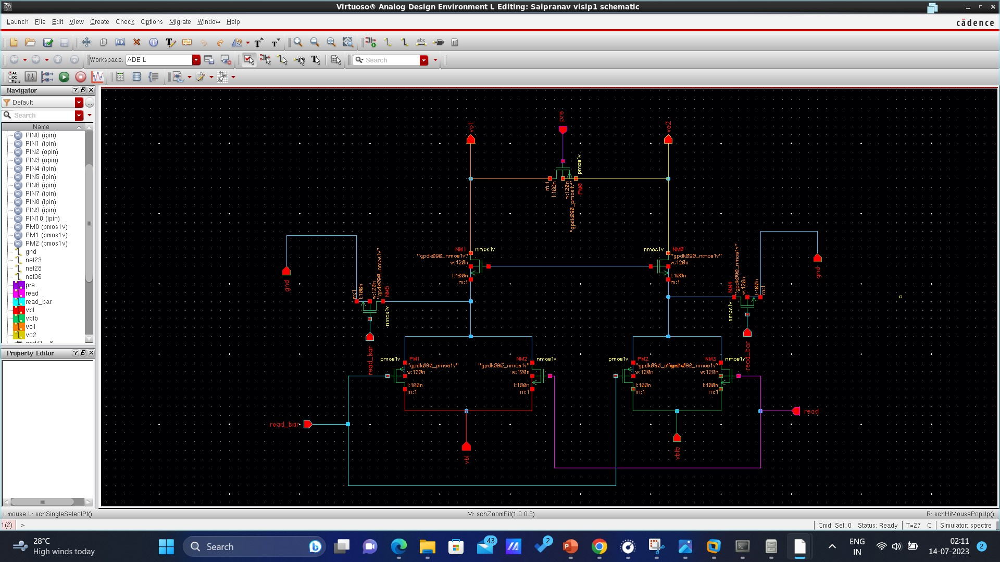 Virtuoso® Analog Design Environment L Editing: Saipranav vlsip1 schematic
Launch File Edit View Create Check Options Migrate Window Help
cādence
Workspace: ADE L
Search
AC
DC
Trans
Navigator
Default
Search
Name
PIN0 (ipin)
PIN1 (ipin)
PIN2 (opin)
PIN3 (opin)
PIN4 (ipin)
PIN5 (ipin)
PIN6 (ipin)
PIN7 (ipin)
PIN8 (ipin)
PIN9 (ipin)
PIN10 (ipin)
PM0 (pmos1v)
PM1 (pmos1v)
PM2 (pmos1v)
gnd
net23
net28
net36
pre
read
read_bar
vbl
vblb
vo1
vo2
Property Editor
vo1
pre
vo2
pmos1v
PM0
m:1
l:100n
w:120n
"gpdk090_pmos1v"
NM1
nmos1v
"gpdk090_nmos1v"
w:120n
l:100n
m:1
nmos1v
NM0
"gpdk090_nmos1v"
w:120n
l:100n
m:1
gnd
m:1
l:100n
w:120n
"gpdk090_nmos1v"
NM5
nmos1v
read_bar
gnd
NM4
"gpdk090_nmos1v"
w:120n
l:100n
m:1
nmos1v
read_bar
pmos1v
PM1
"gpdk090_pmos1v"
w:120n
l:100n
m:1
NM2
nmos1v
"gpdk090_nmos1v"
w:120n
l:100n
m:1
pmos1v
PM2
w:120n
l:100n
m:1
NM3
nmos1v
w:120n
l:100n
m:1
read_bar
vbl
vblb
read
mouse L: schSingleSelectPt()
M: schZoomFit(1.0 0.9)
R: schHiMousePopUp()
1(2) >
Cmd: Sel: 0 Status: Ready T=27 C Simulator: spectre
28°C
High winds today
Search
43
2
ENG
IN
02:11
14-07-2023
2